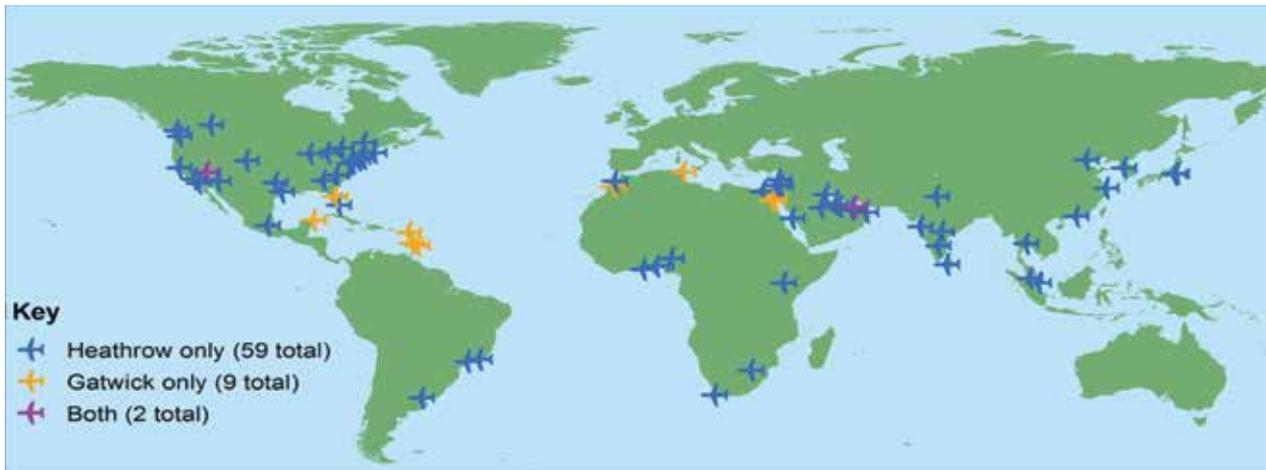 Key
Heathrow only (59 total)
Gatwick only (9 total)
Both (2 total)